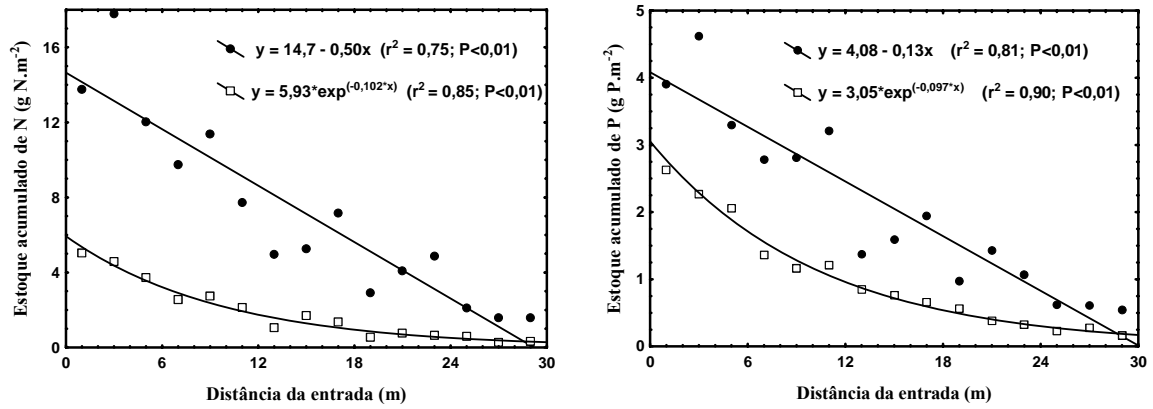 Estoque acumulado de N (g N.m-2)
16
12
8
4
0
y = 14,7 - 0,50x (r2 = 0,75; P<0,01)
y = 5,93*exp(-0,102*x) (r2 = 0,85; P<0,01)
0 6 12 18 24 30
Distância da entrada (m)
Estoque acumulado de P (g P.m-2)
5
4
3
2
1
0
y = 4,08 - 0,13x (r2 = 0,81; P<0,01)
y = 3,05*exp(-0,097*x) (r2 = 0,90; P<0,01)
0 6 12 18 24 30
Distância da entrada (m)